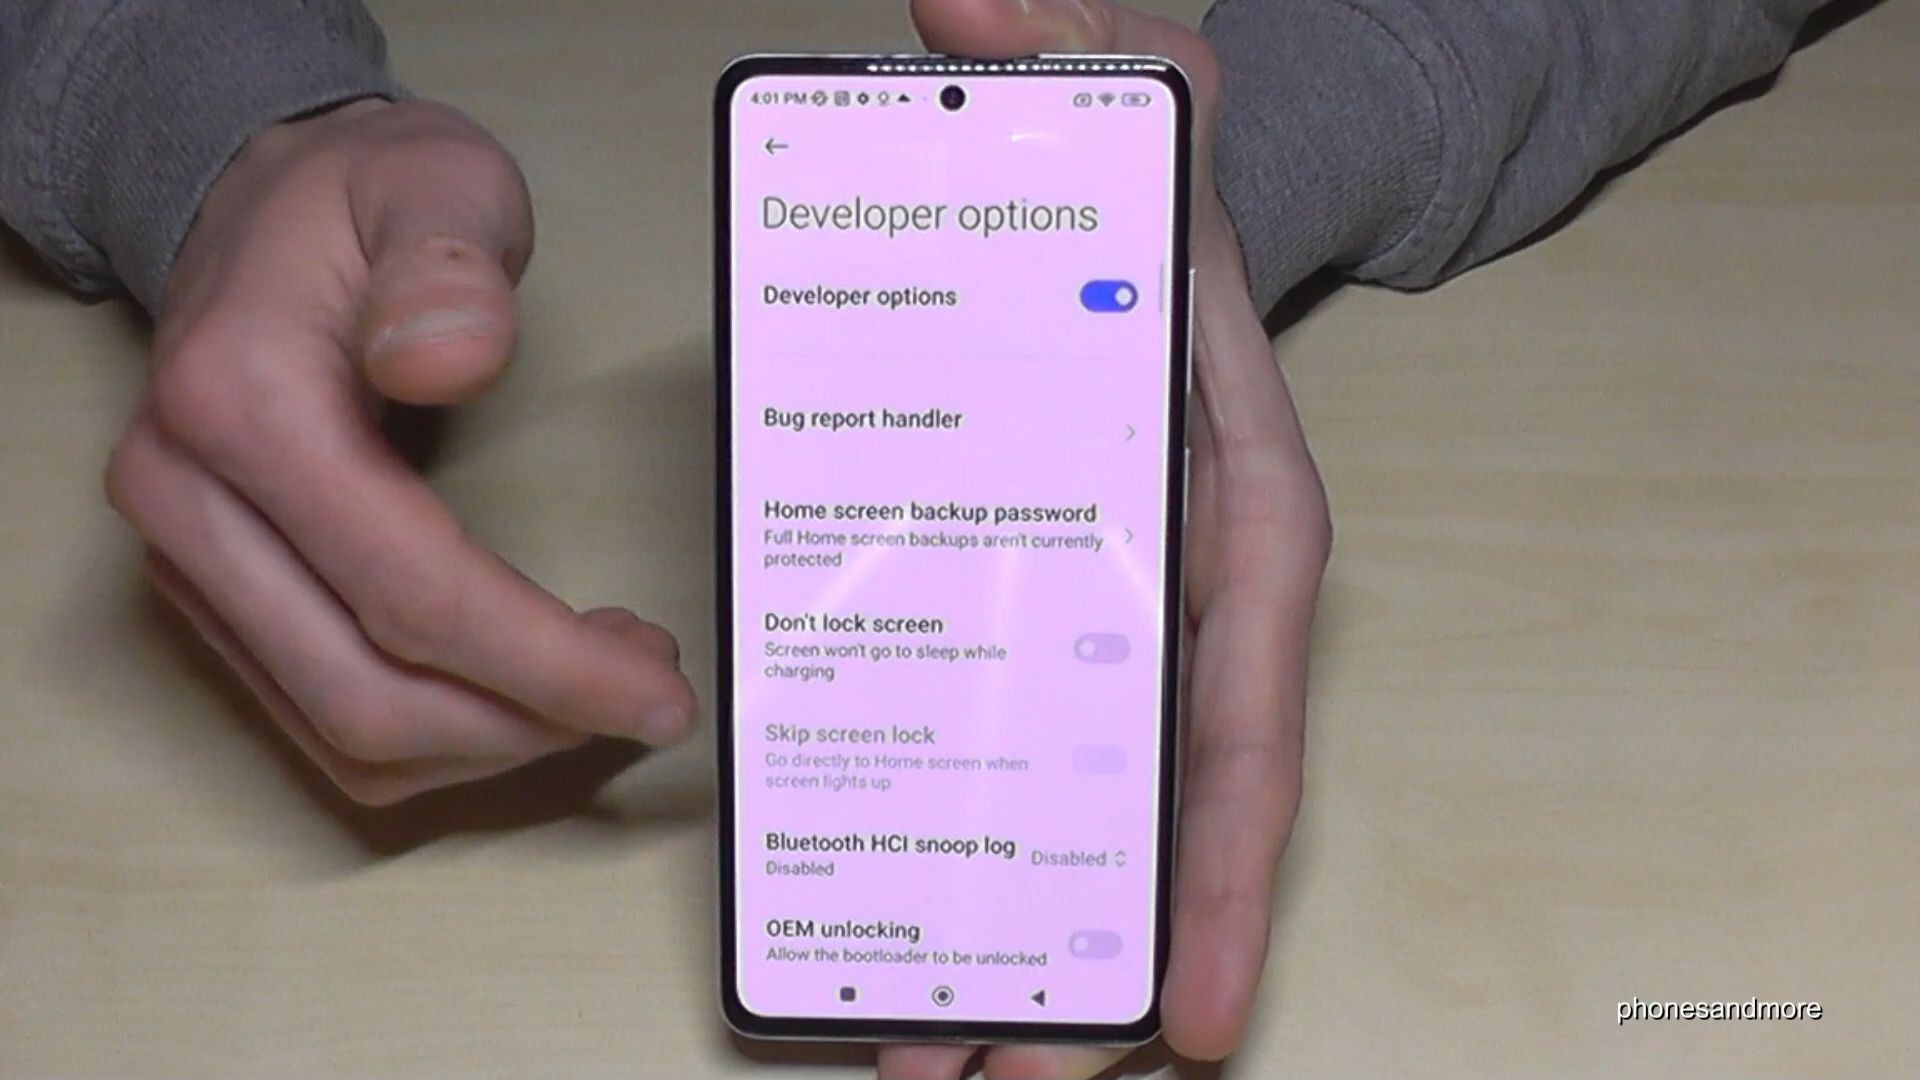 4:01 PM
Developer options
Developer options
Bug report handler
Home screen backup password
Full Home screen backups aren't currently
protected
Don't lock screen
Screen won't go to sleep while
charging
Skip screen lock
Go directly to Home screen when
screen lights up
Bluetooth HCI snoop log
Disabled
Disabled
OEM unlocking
Allow the bootloader to be unlocked
phonesandmore